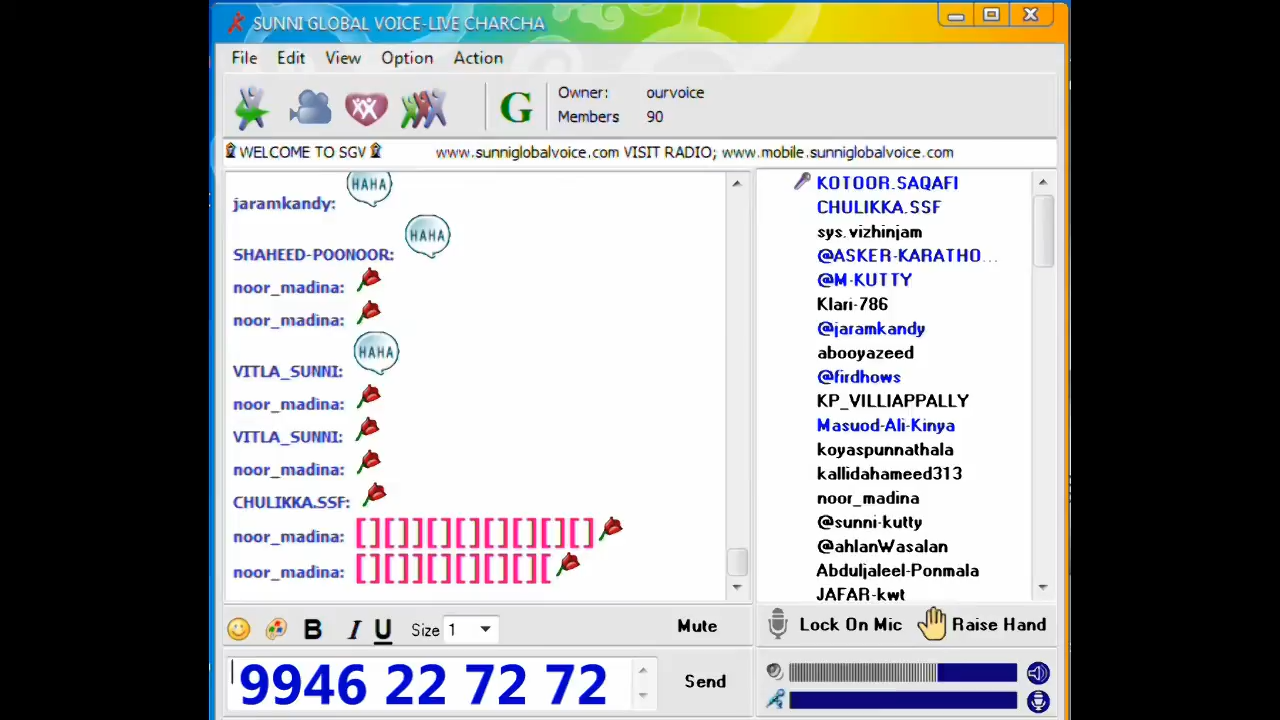 SUNNI GLOBAL VOICE-LIVE CHARCHA
File Edit View Option Action
G
Owner: ourvoice
Members 90
WELCOME TO SGV www.sunniglobalvoice.com VISIT RADIO; www.mobile.sunniglobalvoice.com
HAHA
jaramkandy:
HAHA
SHAHEED-POONOOR:
noor_madina:
noor_madina:
HAHA
VITLA_SUNNI:
noor_madina:
VITLA_SUNNI:
noor_madina:
CHULIKKA.SSF:
noor_madina: [][]][][][][][][]
noor_madina: [][]][][][][][
KOTOOR.SAQAFI
CHULIKKA.SSF
sys.vizhinjam
@ASKER-KARATHO...
@M-KUTTY
Klari-786
@jaramkandy
abooyazeed
@firdhows
KP_VILLIAPPALLY
Masuod-Ali-Kinya
koyaspunnathala
kallidahameed313
noor_madina
@sunni-kutty
@ahlanWasalan
Abduljaleel-Ponmala
JAFAR-kwt
B I U Size 1 Mute
Lock On Mic Raise Hand
9946 22 72 72 Send